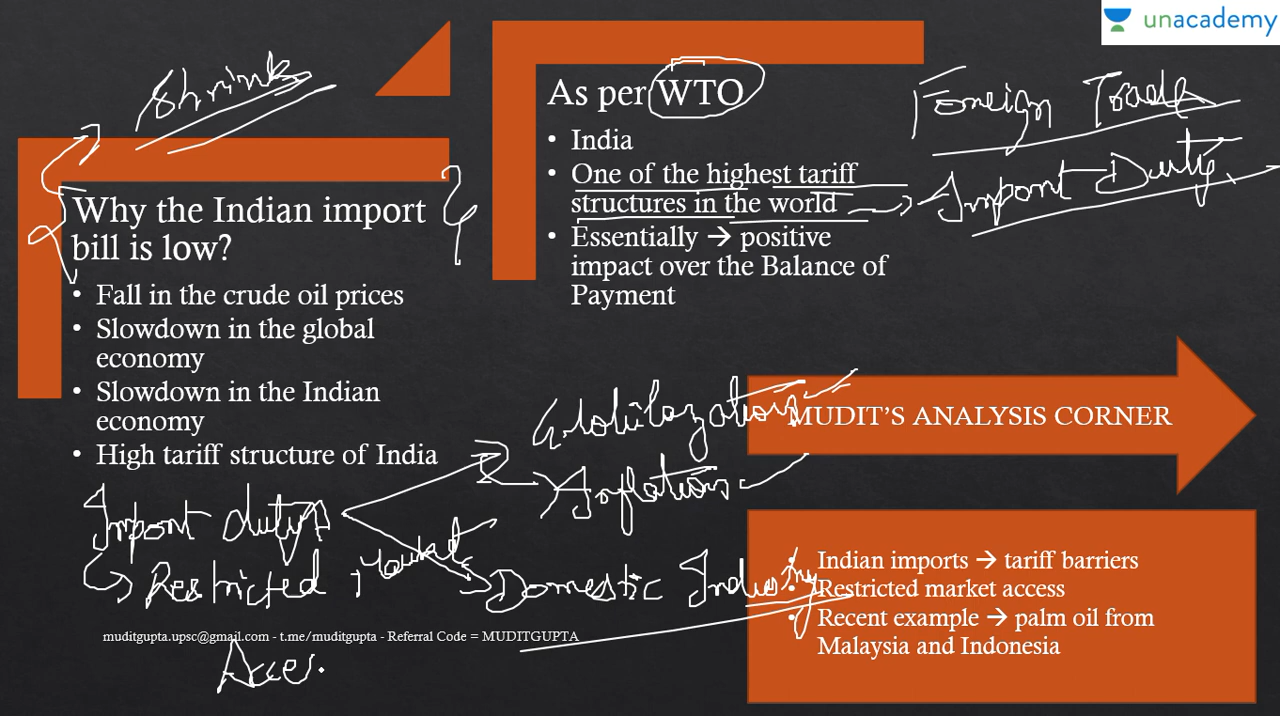 unacademy
Shrinks
Why the Indian import
bill is low?
• Fall in the crude oil prices
• Slowdown in the global
economy
• Slowdown in the Indian
economy
• High tariff structure of India
As per WTO
• India
• One of the highest tariff
structures in the world
• Essentially → positive
impact over the Balance of
Payment
Foreign Trade
Import Duty
MUDIT'S ANALYSIS CORNER
Inflation
Import duty
Restricted market
Domestic Industry
• Indian imports → tariff barriers
• Restricted market access
• Recent example → palm oil from
Malaysia and Indonesia
muditgupta.upsc@gmail.com - t.me/muditgupta - Referral Code = MUDITGUPTA